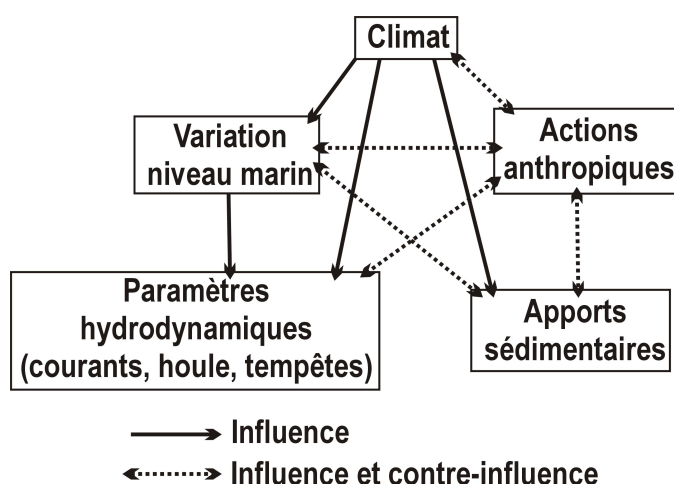 Climat
Variation
niveau marin
Actions
anthropiques
Paramètres
hydrodynamiques
(courants, houle, tempêtes)
Apports
sédimentaires
Influence
Influence et contre-influence